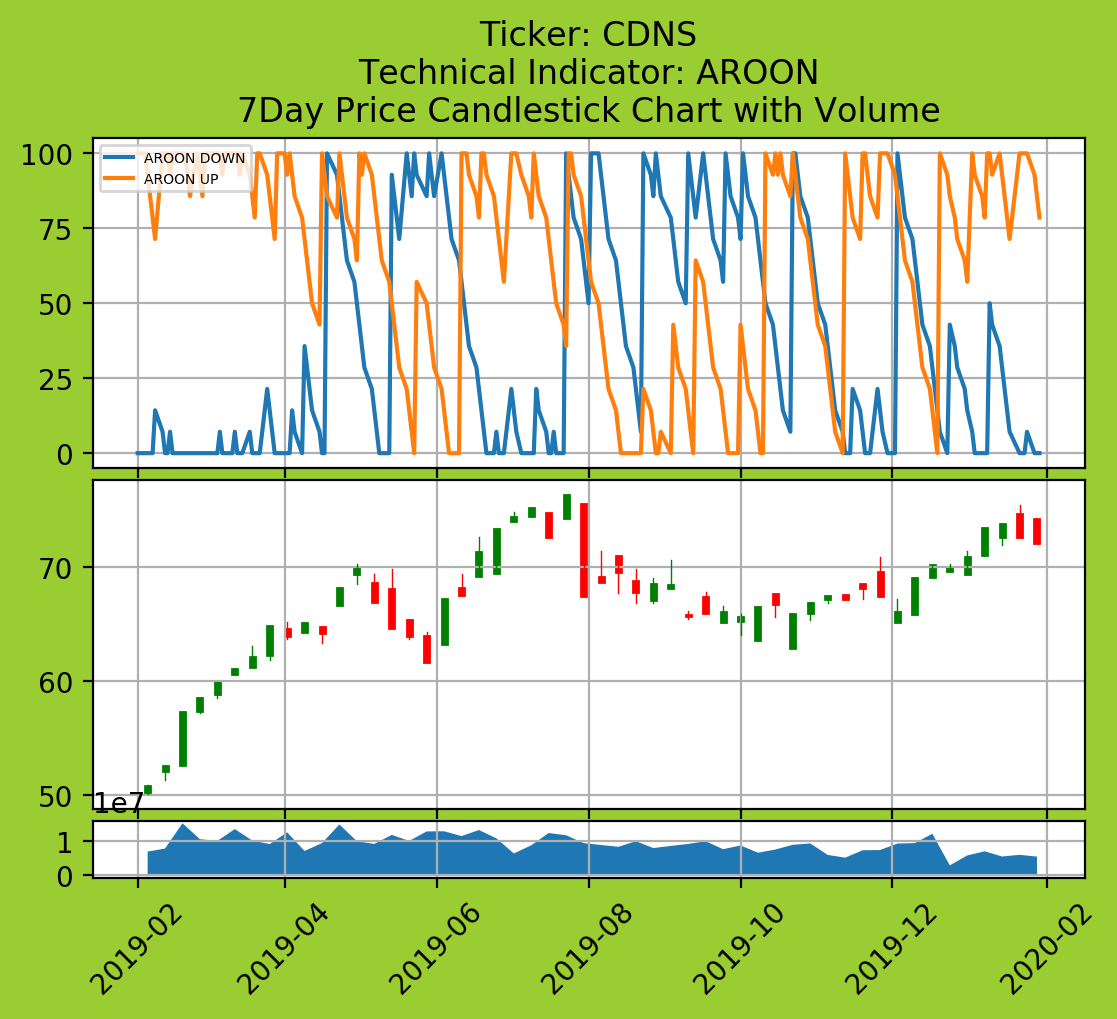 Ticker: CDNS
Technical Indicator: AROON
7Day Price Candlestick Chart with Volume
100
75
50
25
0
AROON DOWN
AROON UP
70
60
50
1e7
1
0
2019-02
2019-04
2019-06
2019-08
2019-10
2019-12
2020-02